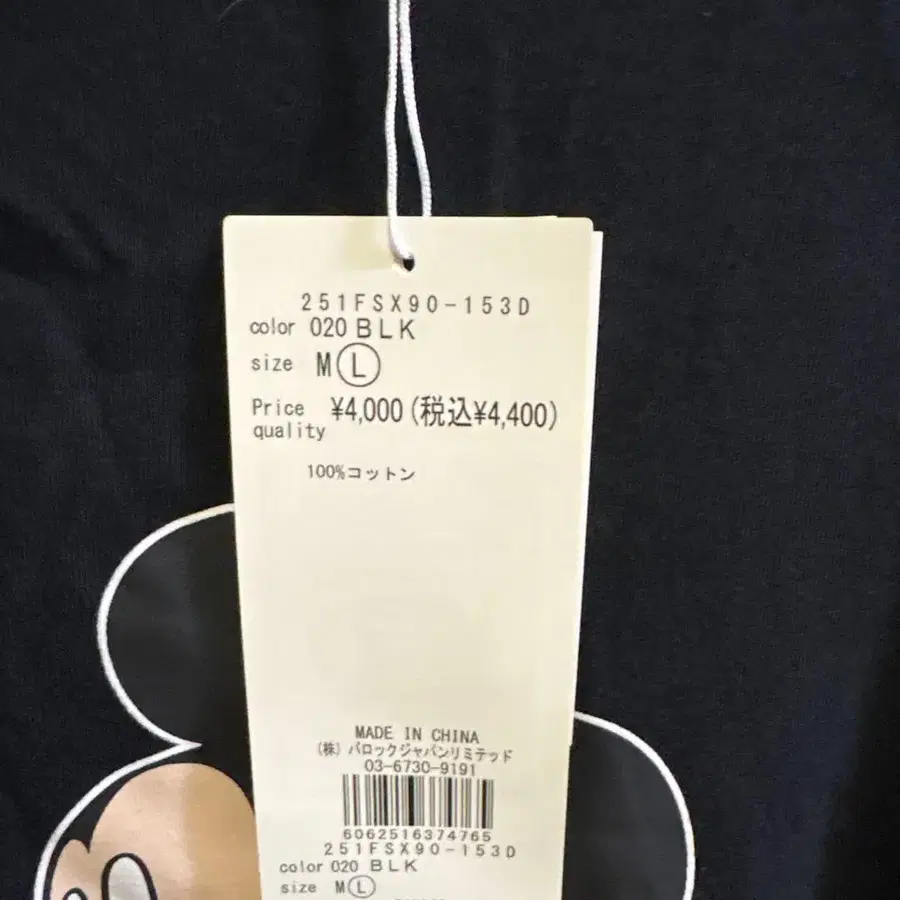 251FSX90-153D
color 020 BLK
size M L
Price ¥4,000 (税込¥4,400)
quality
100%コットン
MADE IN CHINA
(株) バロックジャパンリミテッド
03-6730-9191
6062516374765
251FSX90-153D
color 020 BLK
size M L